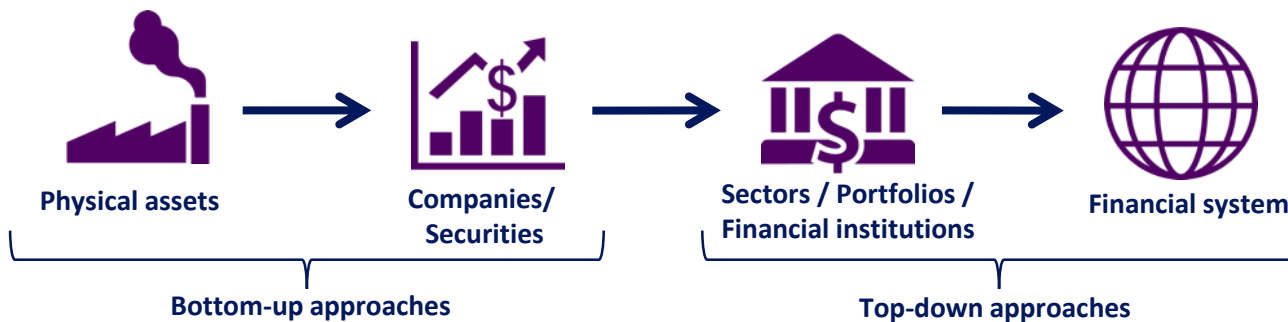 Physical assets
Companies/
Securities
Sectors / Portfolios /
Financial institutions
Financial system
Bottom-up approaches
Top-down approaches
$
$